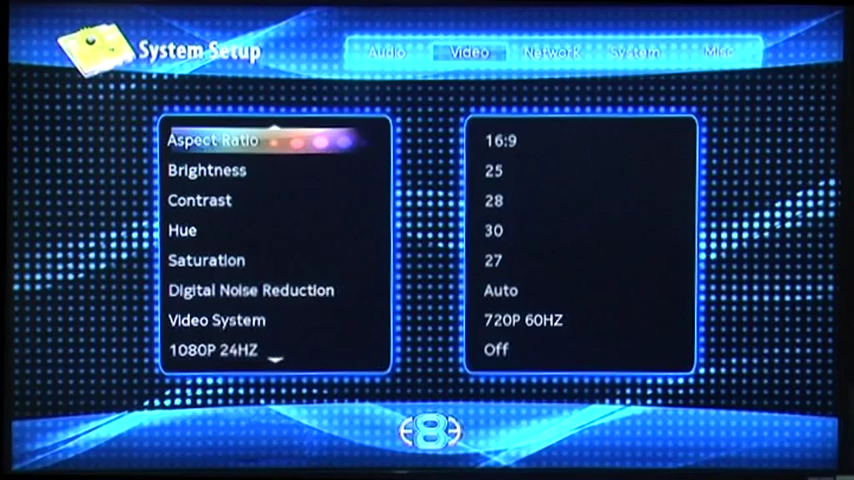 System Setup
Audio Video Network System Misc
Aspect Ratio 16:9
Brightness 25
Contrast 28
Hue 30
Saturation 27
Digital Noise Reduction Auto
Video System 720P 60HZ
1080P 24HZ Off
8